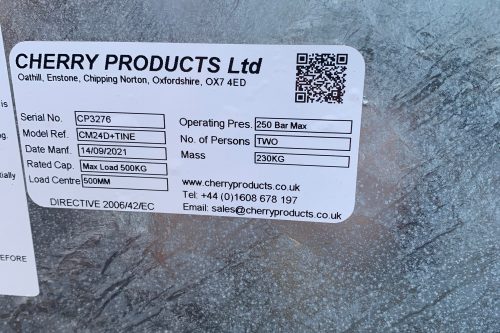 CHERRY PRODUCTS Ltd
Oathill, Enstone, Chipping Norton, Oxfordshire, OX7 4ED
Serial No. CP3276
Model Ref. CM24D+TINE
Date Manf. 14/09/2021
Rated Cap. Max Load 500KG
Load Centre 500MM
DIRECTIVE 2006/42/EC
Operating Pres. 250 Bar Max
No. of Persons TWO
Mass 230KG
www.cherryproducts.co.uk
Tel: +44 (0)1608 678 197
Email: sales@cherryproducts.co.uk
is
EFORE